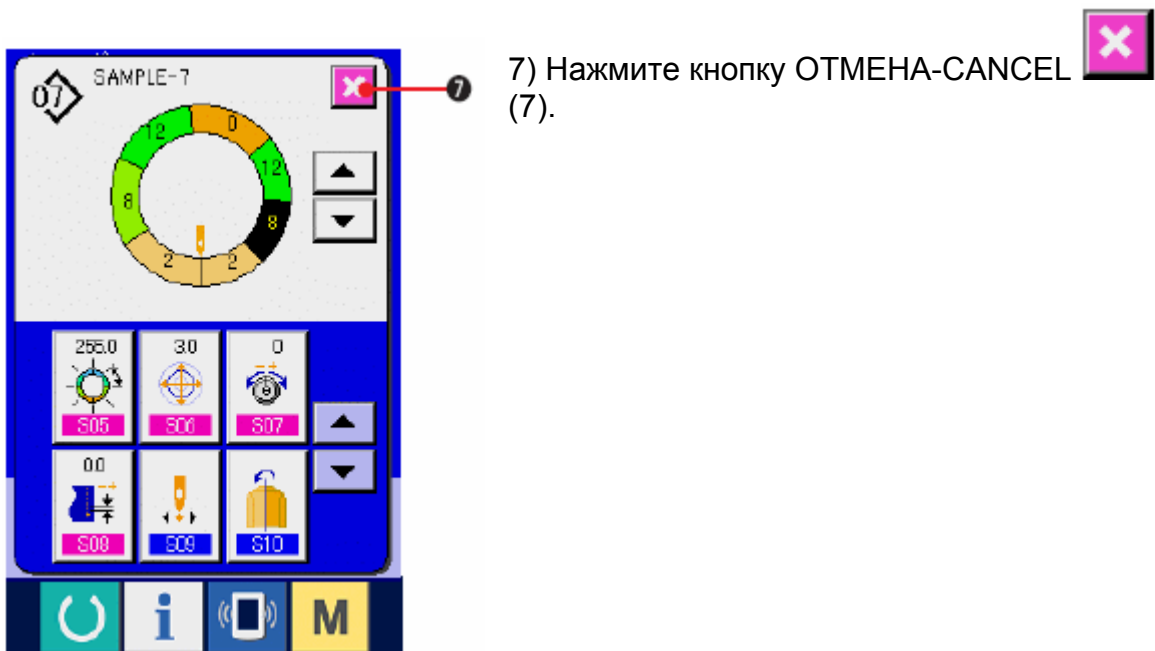 07 SAMPLE-7
7
7) Нажмите кнопку ОТМЕНА-CANCEL
(7).
12 0
12
8 8
2 2
255.0 3.0 0
S05 S06 S07
0.0
S08 S09 S10
i M